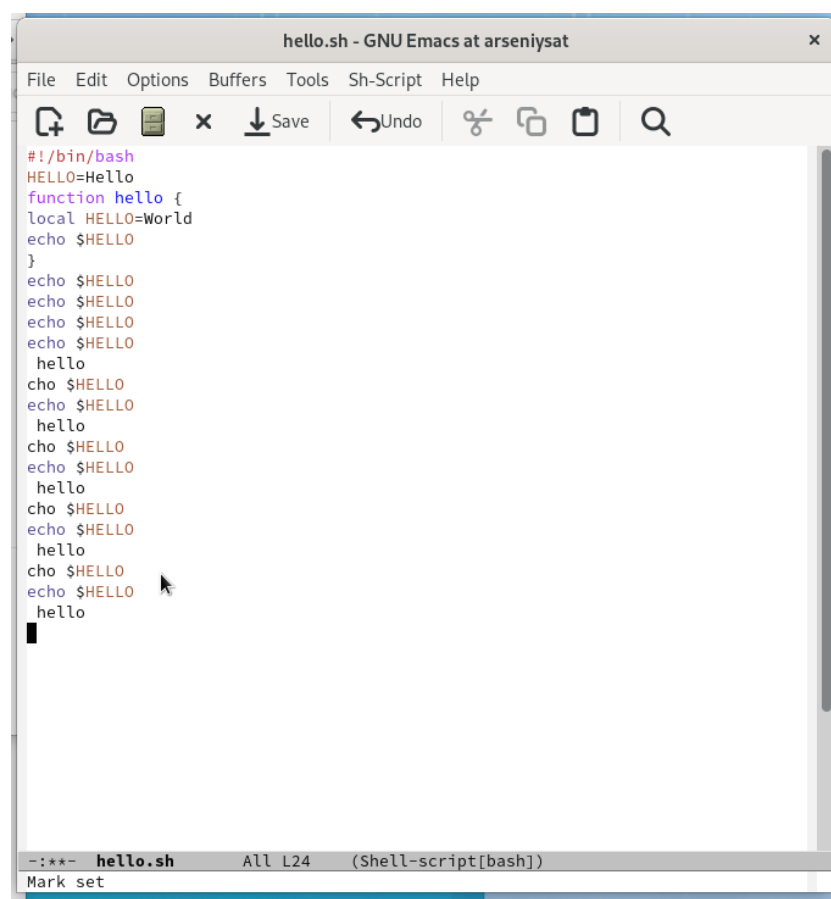 hello.sh - GNU Emacs at arseniysat
File Edit Options Buffers Tools Sh-Script Help
Save Undo
#!/bin/bash
HELLO=Hello
function hello {
local HELLO=World
echo $HELLO
}
echo $HELLO
echo $HELLO
echo $HELLO
echo $HELLO
 hello
cho $HELLO
echo $HELLO
 hello
cho $HELLO
echo $HELLO
 hello
cho $HELLO
echo $HELLO
 hello
cho $HELLO
echo $HELLO
 hello
-:**- hello.sh All L24 (Shell-script[bash])
Mark set